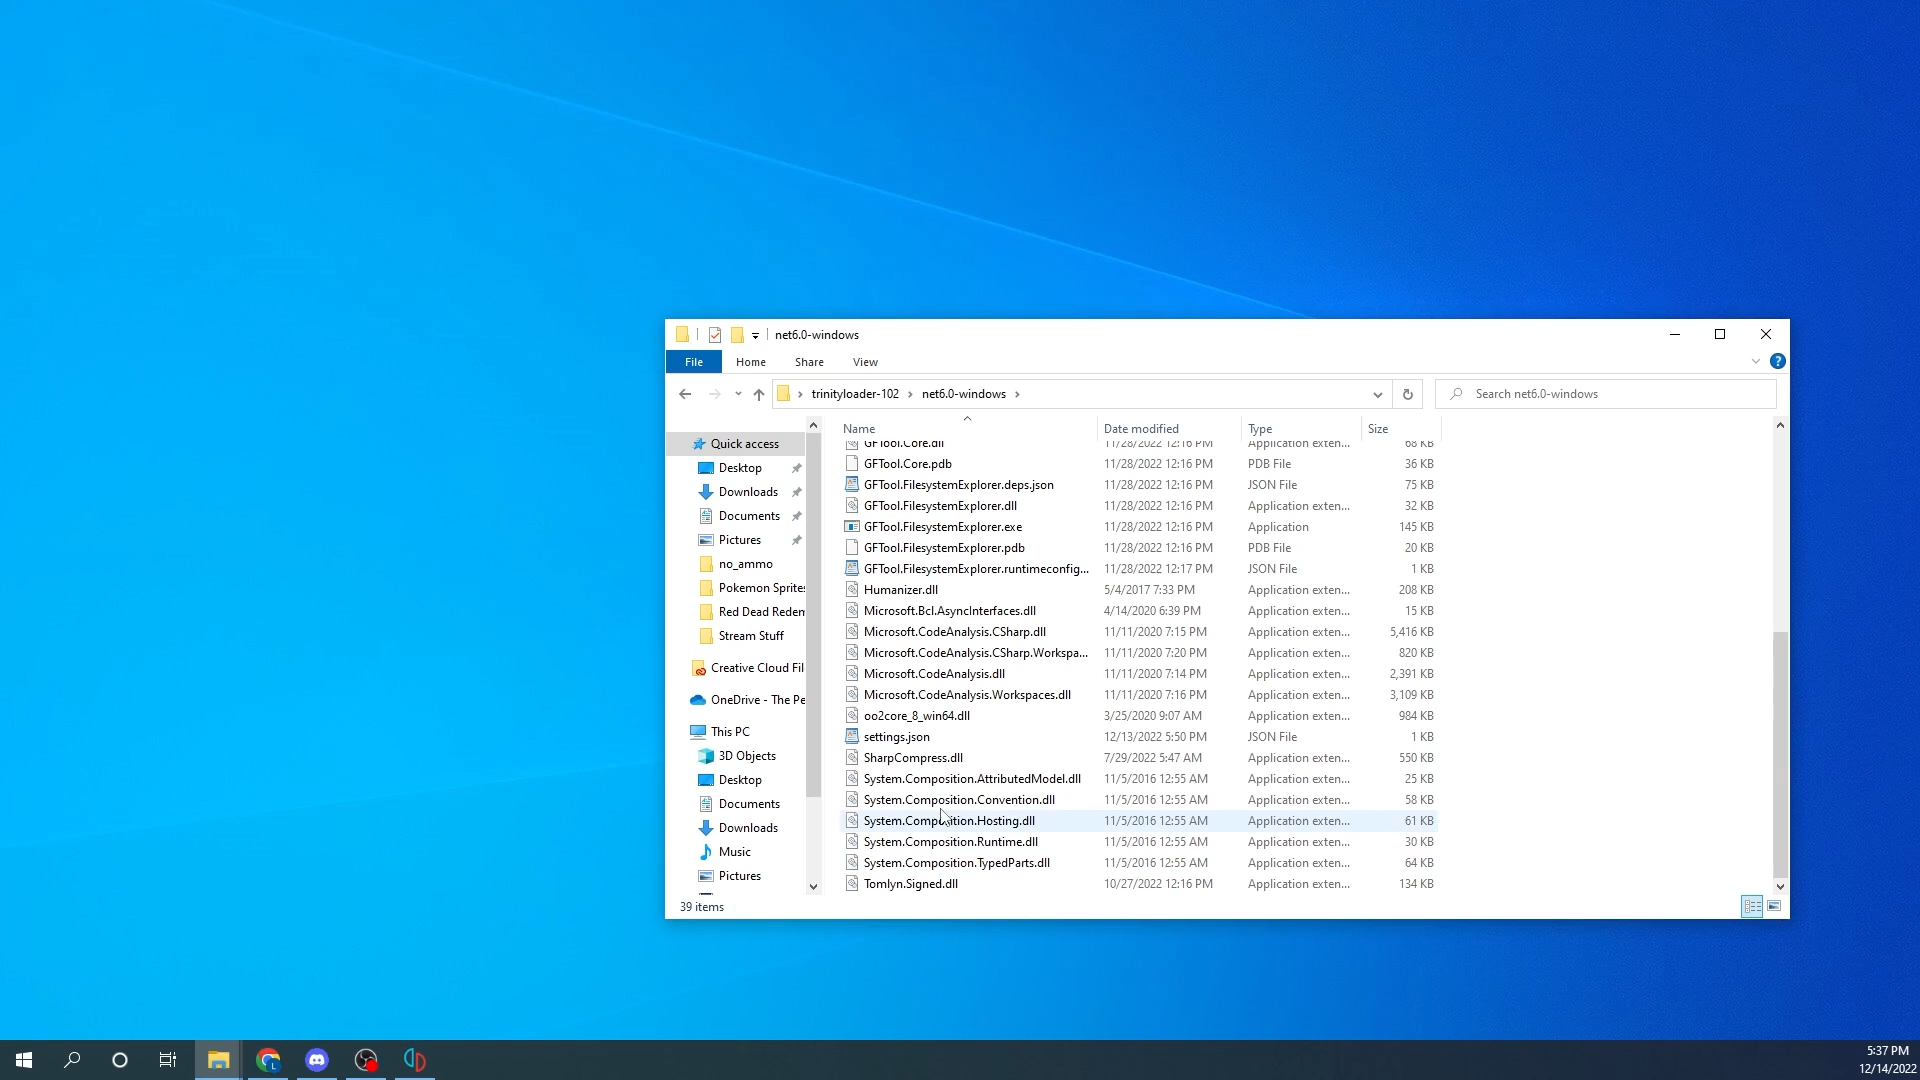 net6.0-windows
File Home Share View
trinityloader-102 net6.0-windows Search net6.0-windows
Name Date modified Type Size
Quick access
Desktop
Downloads
Documents
Pictures
no_ammo
Pokemon Sprites
Red Dead Redem
Stream Stuff
Creative Cloud Fil
OneDrive - The Pe
This PC
3D Objects
Desktop
Documents
Downloads
Music
Pictures
GFTool.Core.dll 11/28/2022 12:16 PM Application exten... 68 KB
GFTool.Core.pdb 11/28/2022 12:16 PM PDB File 36 KB
GFTool.FilesystemExplorer.deps.json 11/28/2022 12:16 PM JSON File 75 KB
GFTool.FilesystemExplorer.dll 11/28/2022 12:16 PM Application exten... 32 KB
GFTool.FilesystemExplorer.exe 11/28/2022 12:16 PM Application 145 KB
GFTool.FilesystemExplorer.pdb 11/28/2022 12:16 PM PDB File 20 KB
GFTool.FilesystemExplorer.runtimeconfig... 11/28/2022 12:17 PM JSON File 1 KB
Humanizer.dll 5/4/2017 7:33 PM Application exten... 208 KB
Microsoft.Bcl.AsyncInterfaces.dll 4/14/2020 6:39 PM Application exten... 15 KB
Microsoft.CodeAnalysis.CSharp.dll 11/11/2020 7:15 PM Application exten... 5,416 KB
Microsoft.CodeAnalysis.CSharp.Workspa... 11/11/2020 7:20 PM Application exten... 820 KB
Microsoft.CodeAnalysis.dll 11/11/2020 7:14 PM Application exten... 2,391 KB
Microsoft.CodeAnalysis.Workspaces.dll 11/11/2020 7:16 PM Application exten... 3,109 KB
oo2core_8_win64.dll 3/25/2020 9:07 AM Application exten... 984 KB
settings.json 12/13/2022 5:50 PM JSON File 1 KB
SharpCompress.dll 7/29/2022 5:47 AM Application exten... 550 KB
System.Composition.AttributedModel.dll 11/5/2016 12:55 AM Application exten... 25 KB
System.Composition.Convention.dll 11/5/2016 12:55 AM Application exten... 58 KB
System.Composition.Hosting.dll 11/5/2016 12:55 AM Application exten... 61 KB
System.Composition.Runtime.dll 11/5/2016 12:55 AM Application exten... 30 KB
System.Composition.TypedParts.dll 11/5/2016 12:55 AM Application exten... 64 KB
Tomlyn.Signed.dll 10/27/2022 12:16 PM Application exten... 134 KB
39 items
5:37 PM
12/14/2022